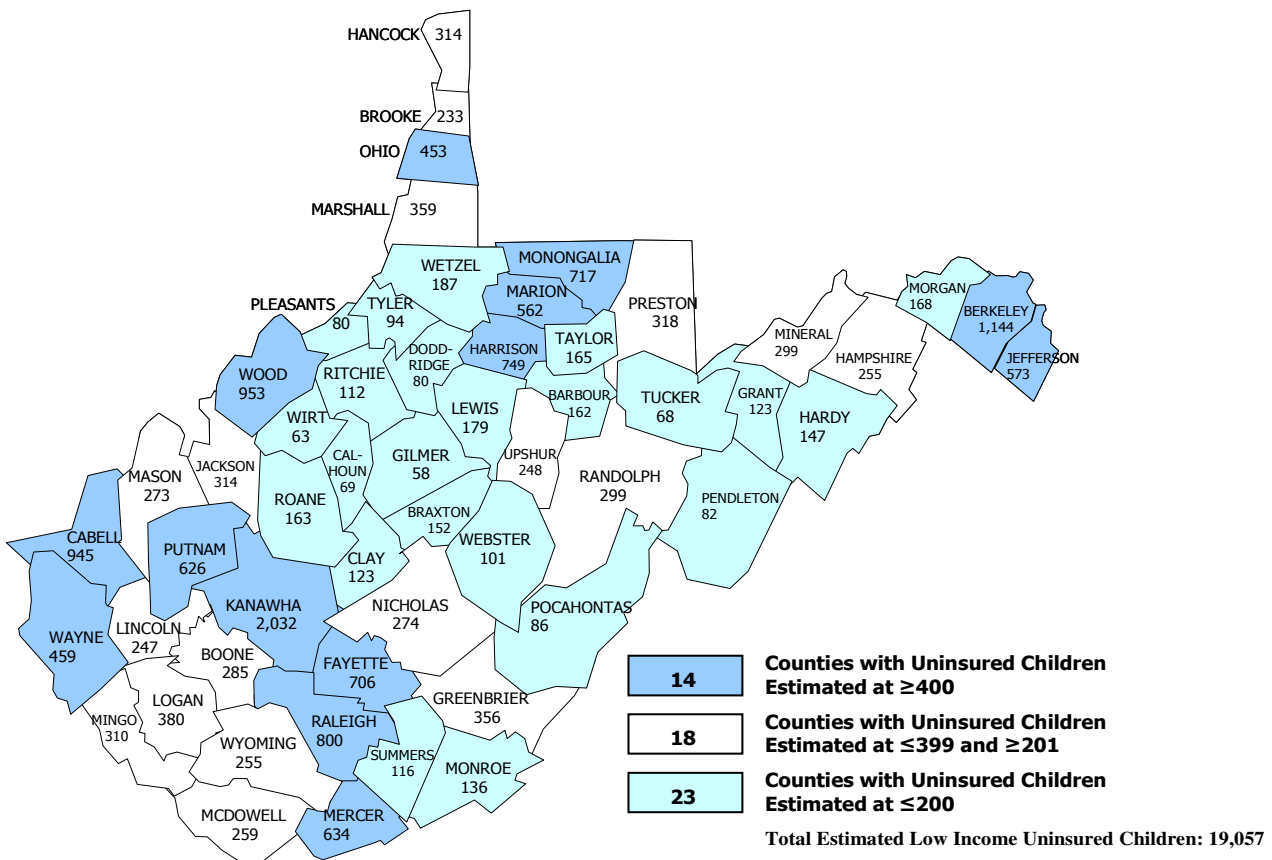 HANCOCK 314
BROOKE 233
OHIO 453
MARSHALL 359
WETZEL
187
MONONGALIA
717
MARION
562
PRESTON
318
PLEASANTS
80
TYLER
94
DODD-
RIDGE
80
HARRISON
749
TAYLOR
165
MORGAN
168
BERKELEY
1,144
JEFFERSON
573
MINERAL
299
HAMPSHIRE
255
WOOD
953
RITCHIE
112
WIRT
63
LEWIS
179
BARBOUR
162
TUCKER
68
GRANT
123
HARDY
147
JACKSON
314
MASON
273
CAL-
HOUN
69
GILMER
58
UPSHUR
248
RANDOLPH
299
PENDLETON
82
ROANE
163
BRAXTON
152
WEBSTER
101
CABELL
945
PUTNAM
626
CLAY
123
KANAWHA
2,032
NICHOLAS
274
POCAHONTAS
86
WAYNE
459
LINCOLN
247
BOONE
285
FAYETTE
706
GREENBRIER
356
LOGAN
380
MINGO
310
RALEIGH
800
WYOMING
255
SUMMERS
116
MONROE
136
MCDOWELL
259
MERCER
634
14 Counties with Uninsured Children
Estimated at ≥400
18 Counties with Uninsured Children
Estimated at ≤399 and ≥201
23 Counties with Uninsured Children
Estimated at ≤200
Total Estimated Low Income Uninsured Children: 19,057